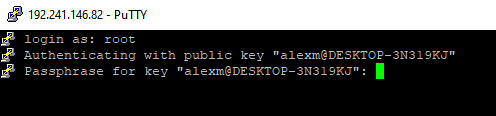 192.241.146.82 - PuTTY
login as: root
Authenticating with public key "alexm@DESKTOP-3N319KJ"
Passphrase for key "alexm@DESKTOP-3N319KJ":